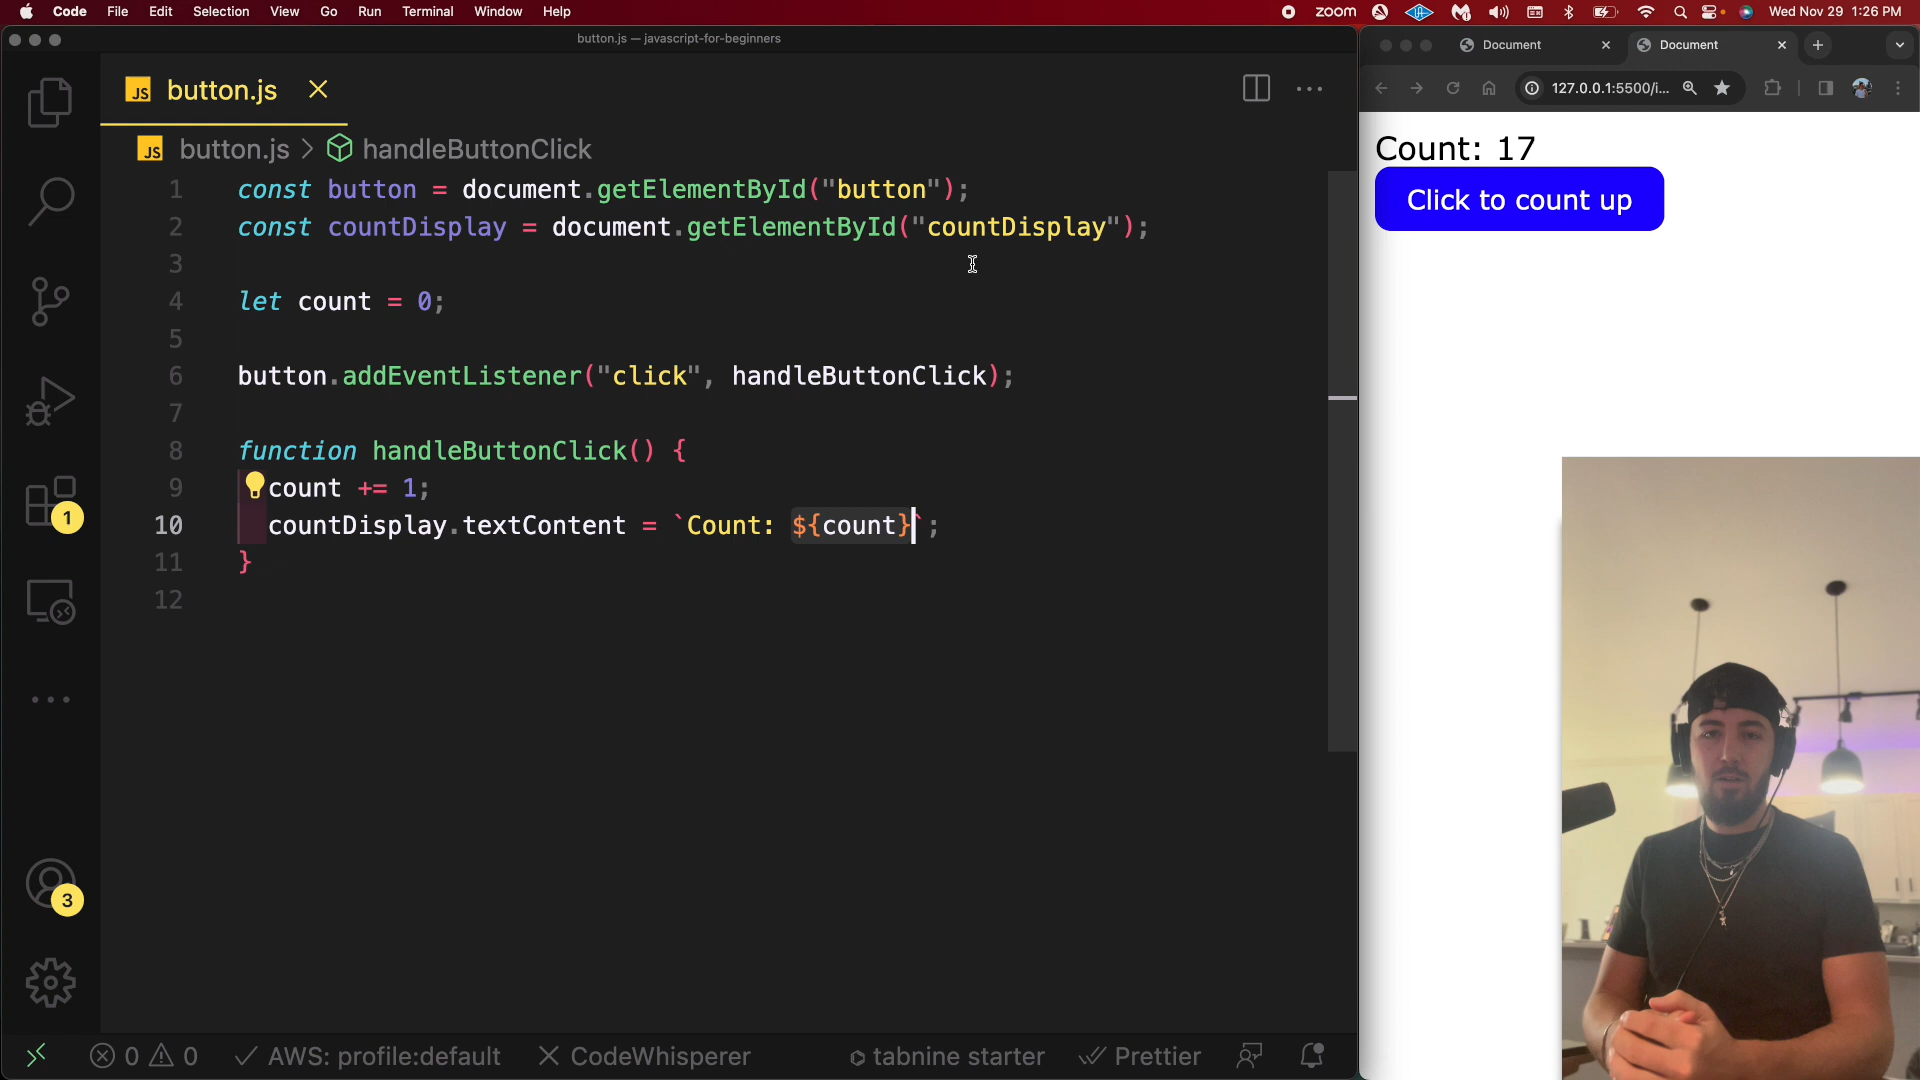 Code File Edit Selection View Go Run Terminal Window Help
zoom Wed Nov 29 1:26 PM
button.js — javascript-for-beginners
JS button.js
JS button.js > handleButtonClick
1 const button = document.getElementById("button");
2 const countDisplay = document.getElementById("countDisplay");
3
4 let count = 0;
5
6 button.addEventListener("click", handleButtonClick);
7
8 function handleButtonClick() {
9 count += 1;
10 countDisplay.textContent = `Count: ${count}`;
11 }
12
1
3
0 0 AWS: profile:default CodeWhisperer tabnine starter Prettier
Document Document
127.0.0.1:5500/i...
Count: 17
Click to count up